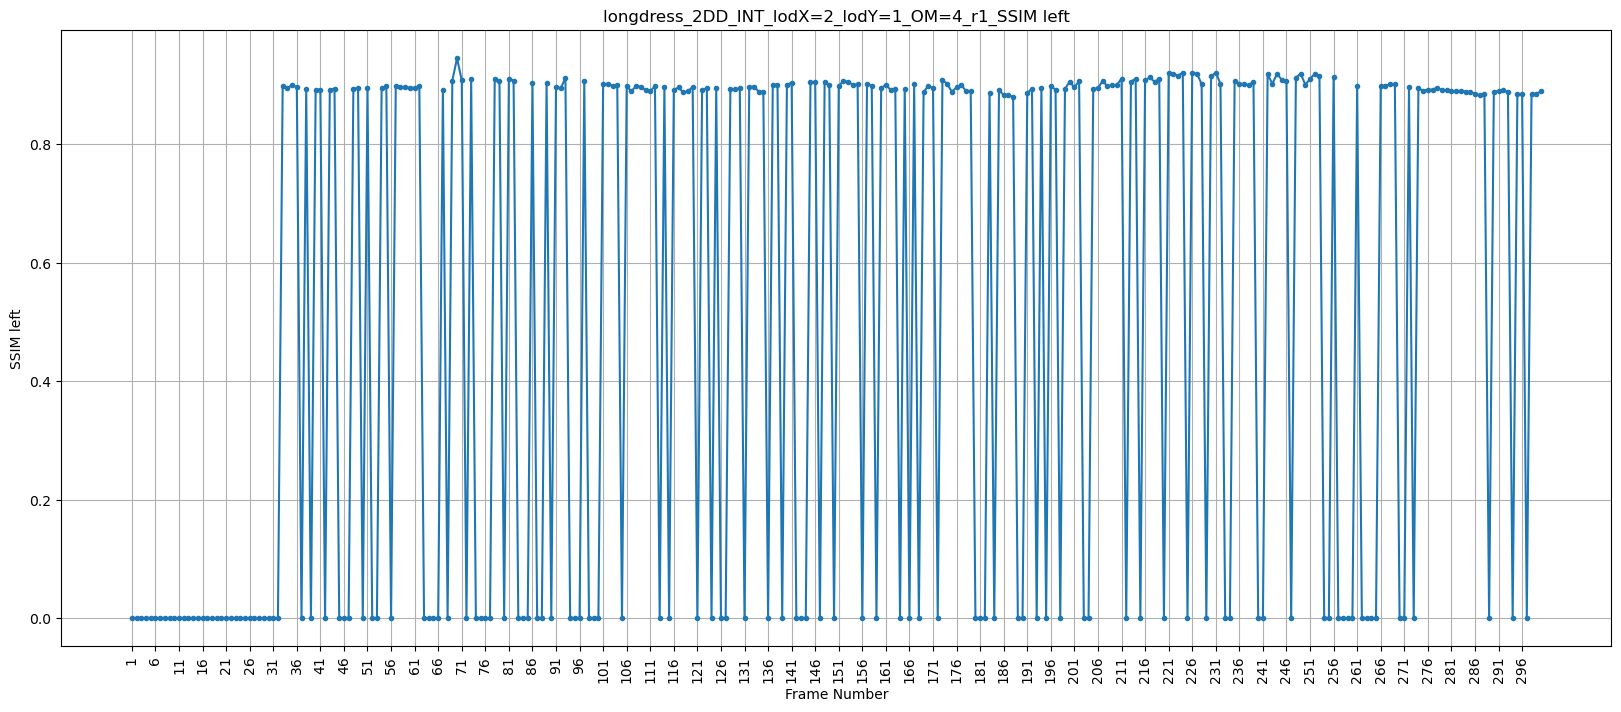 longdress_2DD_INT_lodX=2_lodY=1_OM=4_r1_SSIM left
SSIM left
0.8
0.6
0.4
0.2
0.0
1 6 11 16 21 26 31 36 41 46 51 56 61 66 71 76 81 86 91 96 101 106 111 116 121 126 131 136 141 146 151 156 161 166 171 176 181 186 191 196 201 206 211 216 221 226 231 236 241 246 251 256 261 266 271 276 281 286 291 296
Frame Number